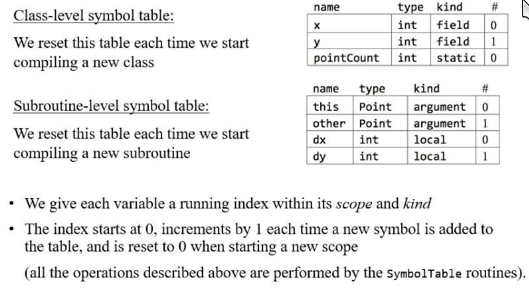 Class-level symbol table:
We reset this table each time we start
compiling a new class
name type kind #
x int field 0
y int field 1
pointCount int static 0
Subroutine-level symbol table:
We reset this table each time we start
compiling a new subroutine
name type kind #
this Point argument 0
other Point argument 1
dx int local 0
dy int local 1
• We give each variable a running index within its scope and kind
• The index starts at 0, increments by 1 each time a new symbol is added to
the table, and is reset to 0 when starting a new scope
(all the operations described above are performed by the SymbolTable routines).